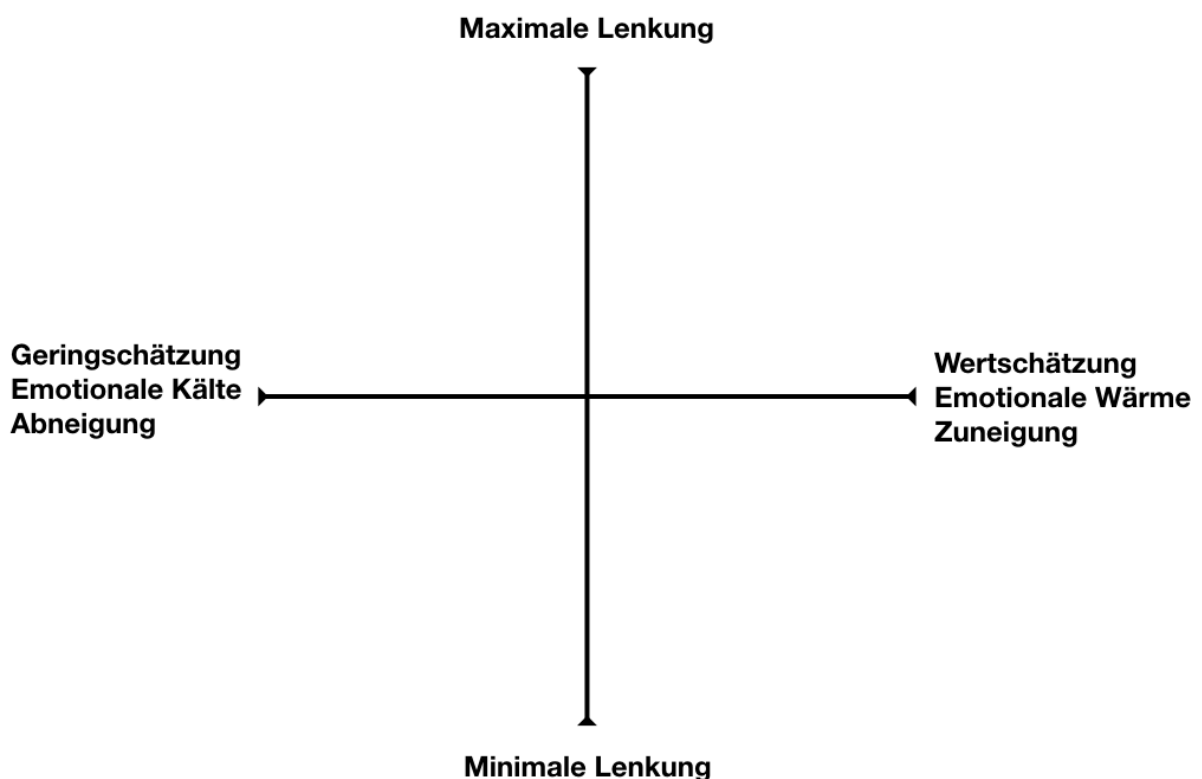 Maximale Lenkung
Geringschätzung
Emotionale Kälte
Abneigung
Wertschätzung
Emotionale Wärme
Zuneigung
Minimale Lenkung